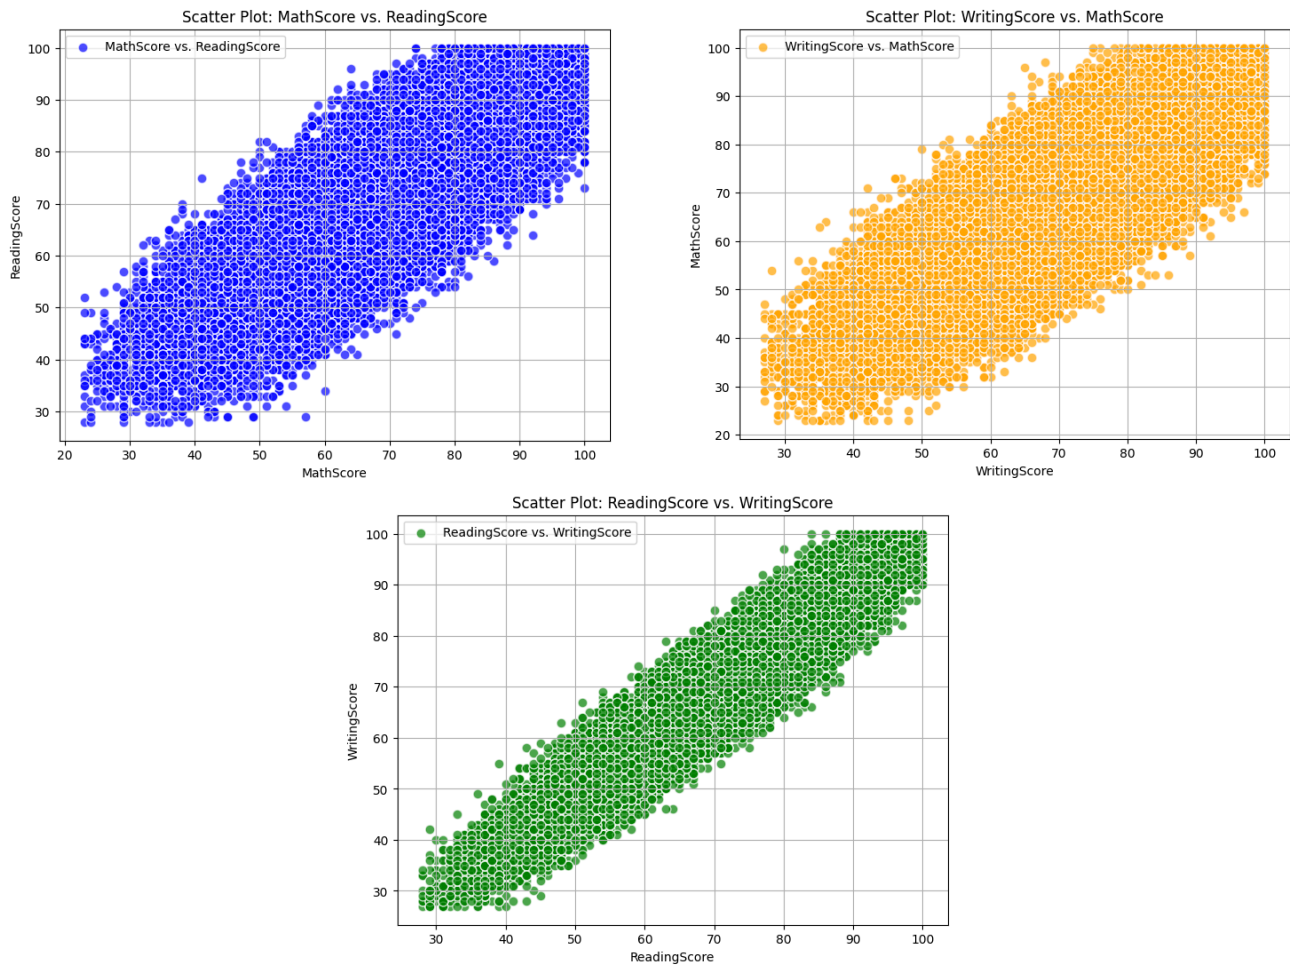 Scatter Plot: MathScore vs. ReadingScore
MathScore vs. ReadingScore
100
90
80
70
60
50
40
30
ReadingScore
20 30 40 50 60 70 80 90 100
MathScore
Scatter Plot: WritingScore vs. MathScore
WritingScore vs. MathScore
100
90
80
70
60
50
40
30
20
MathScore
30 40 50 60 70 80 90 100
WritingScore
Scatter Plot: ReadingScore vs. WritingScore
ReadingScore vs. WritingScore
100
90
80
70
60
50
40
30
WritingScore
30 40 50 60 70 80 90 100
ReadingScore